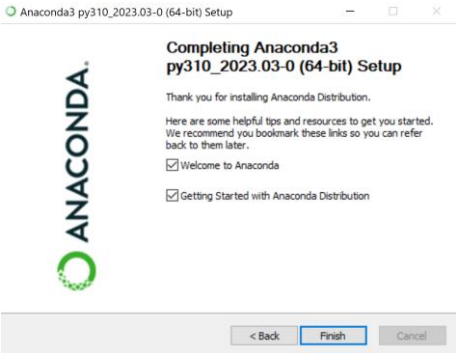 Anaconda3 py310_2023.03-0 (64-bit) Setup
ANACONDA.
Completing Anaconda3
py310_2023.03-0 (64-bit) Setup
Thank you for installing Anaconda Distribution.
Here are some helpful tips and resources to get you started.
We recommend you bookmark these links so you can refer
back to them later.
Welcome to Anaconda
Getting Started with Anaconda Distribution
< Back
Finish
Cancel